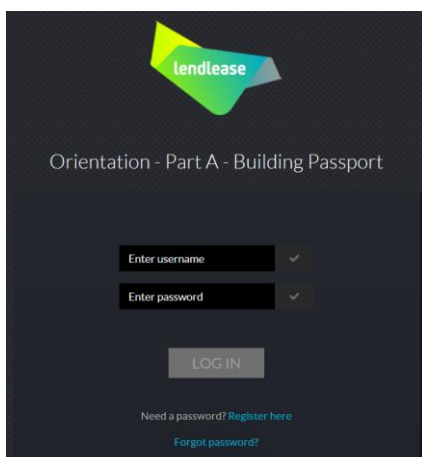 lendlease
Orientation - Part A - Building Passport
Enter username
Enter password
LOG IN
Need a password? Register here
Forgot password?